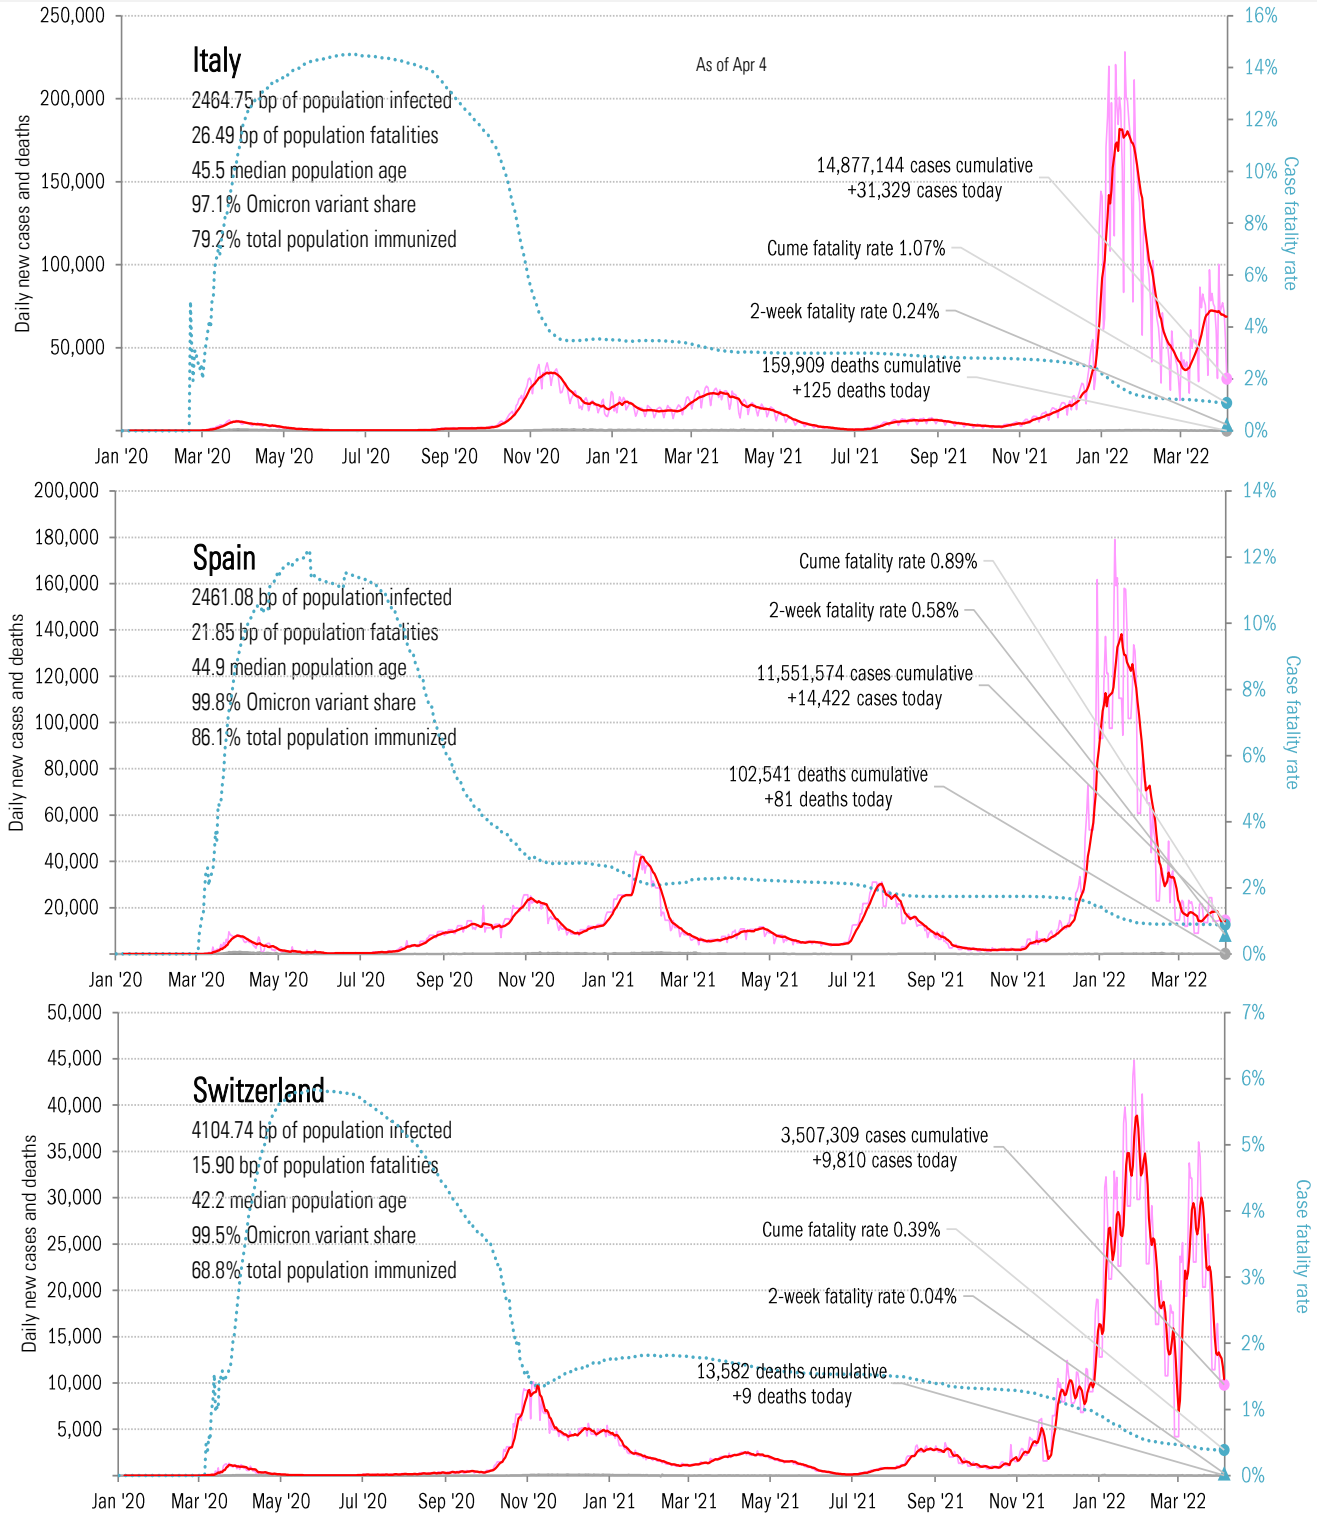 250,000
200,000
150,000
100,000
50,000
0
16%
14%
12%
10%
8%
6%
4%
2%
0%
Daily new cases and deaths
Case fatality rate
Italy
2464.75 bp of population infected
26.49 bp of population fatalities
45.5 median population age
97.1% Omicron variant share
79.2% total population immunized
As of Apr 4
14,877,144 cases cumulative
+31,329 cases today
Cume fatality rate 1.07%
2-week fatality rate 0.24%
159,909 deaths cumulative
+125 deaths today
Jan '20 Mar '20 May '20 Jul '20 Sep '20 Nov '20 Jan '21 Mar '21 May '21 Jul '21 Sep '21 Nov '21 Jan '22 Mar '22
200,000
180,000
160,000
140,000
120,000
100,000
80,000
60,000
40,000
20,000
0
14%
12%
10%
8%
6%
4%
2%
0%
Daily new cases and deaths
Case fatality rate
Spain
2461.08 bp of population infected
21.85 bp of population fatalities
44.9 median population age
99.8% Omicron variant share
86.1% total population immunized
Cume fatality rate 0.89%
2-week fatality rate 0.58%
11,551,574 cases cumulative
+14,422 cases today
102,541 deaths cumulative
+81 deaths today
Jan '20 Mar '20 May '20 Jul '20 Sep '20 Nov '20 Jan '21 Mar '21 May '21 Jul '21 Sep '21 Nov '21 Jan '22 Mar '22
50,000
45,000
40,000
35,000
30,000
25,000
20,000
15,000
10,000
5,000
0
7%
6%
5%
4%
3%
2%
1%
0%
Daily new cases and deaths
Case fatality rate
Switzerland
4104.74 bp of population infected
15.90 bp of population fatalities
42.2 median population age
99.5% Omicron variant share
68.8% total population immunized
3,507,309 cases cumulative
+9,810 cases today
Cume fatality rate 0.39%
2-week fatality rate 0.04%
13,582 deaths cumulative
+9 deaths today
Jan '20 Mar '20 May '20 Jul '20 Sep '20 Nov '20 Jan '21 Mar '21 May '21 Jul '21 Sep '21 Nov '21 Jan '22 Mar '22